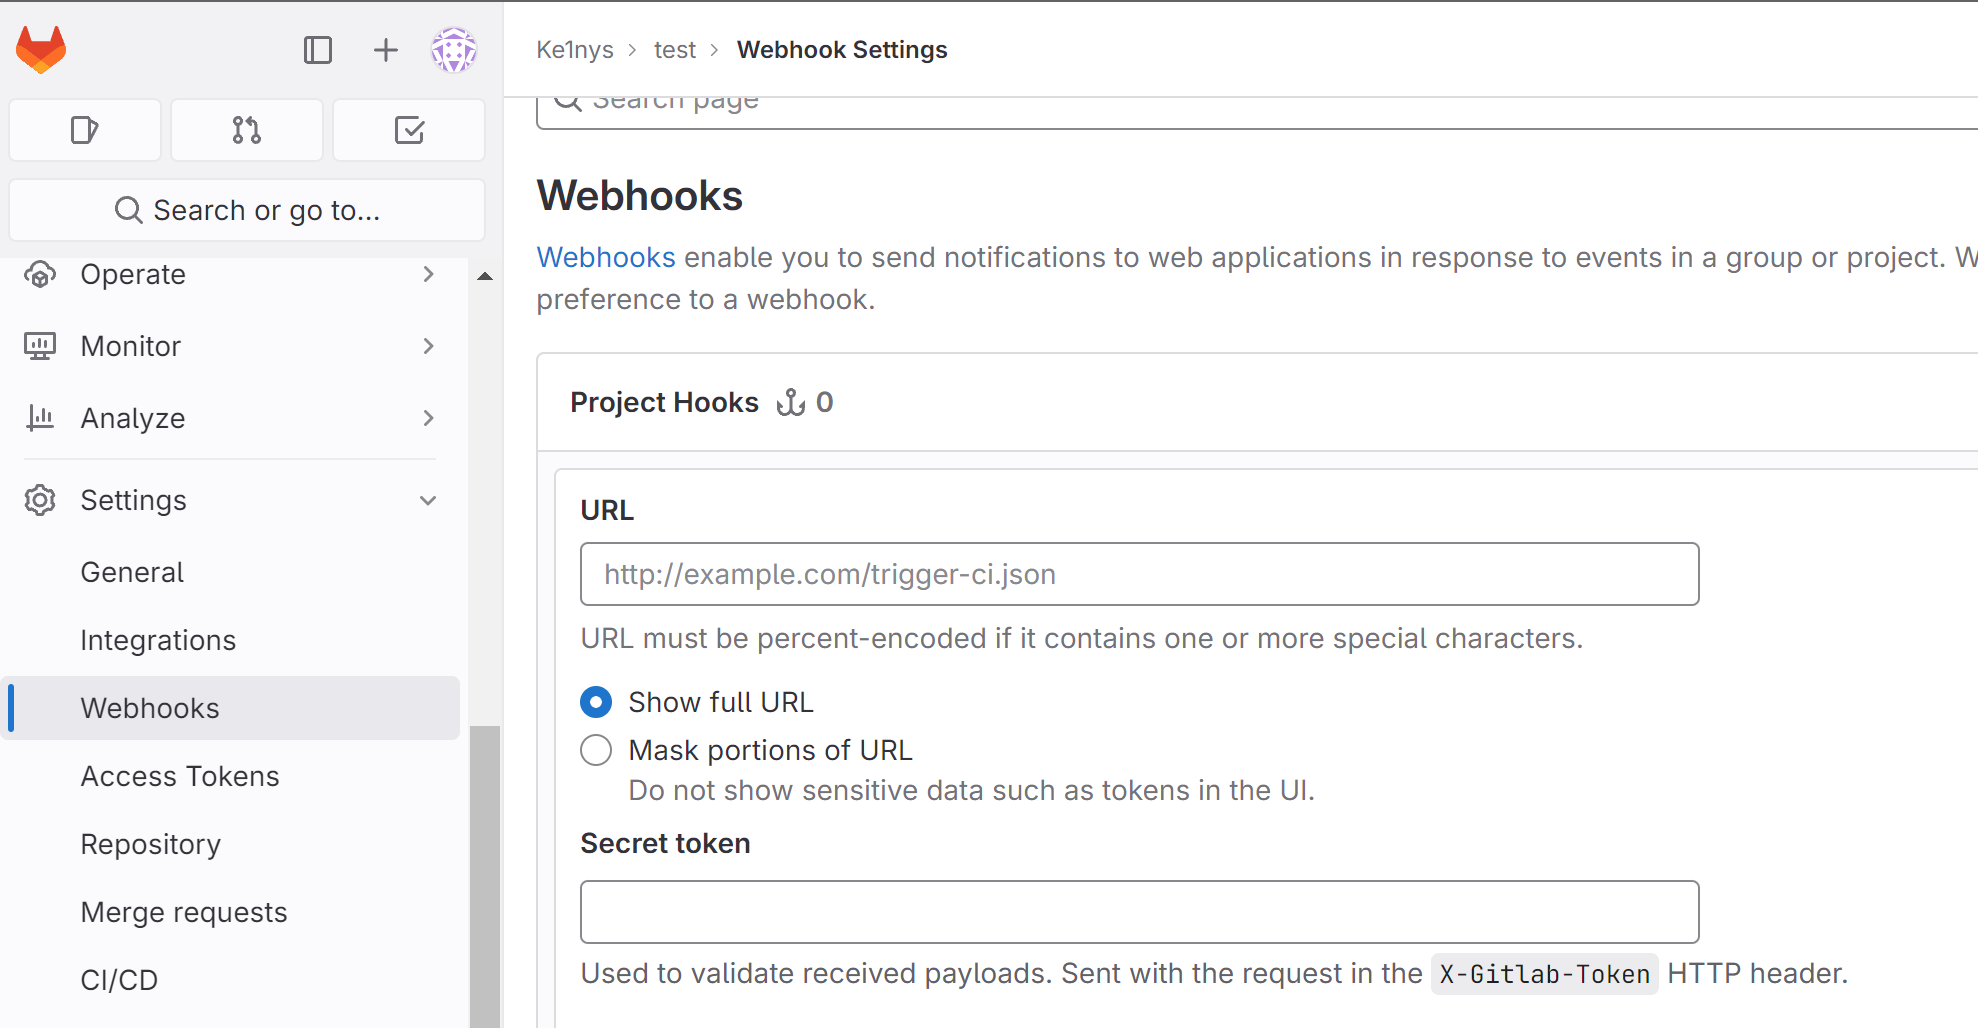 Ke1nys > test > Webhook Settings
Search page
Search or go to...
Operate
Monitor
Analyze
Settings
General
Integrations
Webhooks
Access Tokens
Repository
Merge requests
CI/CD
Webhooks
Webhooks enable you to send notifications to web applications in response to events in a group or project. W
preference to a webhook.
Project Hooks 0
URL
http://example.com/trigger-ci.json
URL must be percent-encoded if it contains one or more special characters.
Show full URL
Mask portions of URL
Do not show sensitive data such as tokens in the UI.
Secret token
Used to validate received payloads. Sent with the request in the X-Gitlab-Token HTTP header.